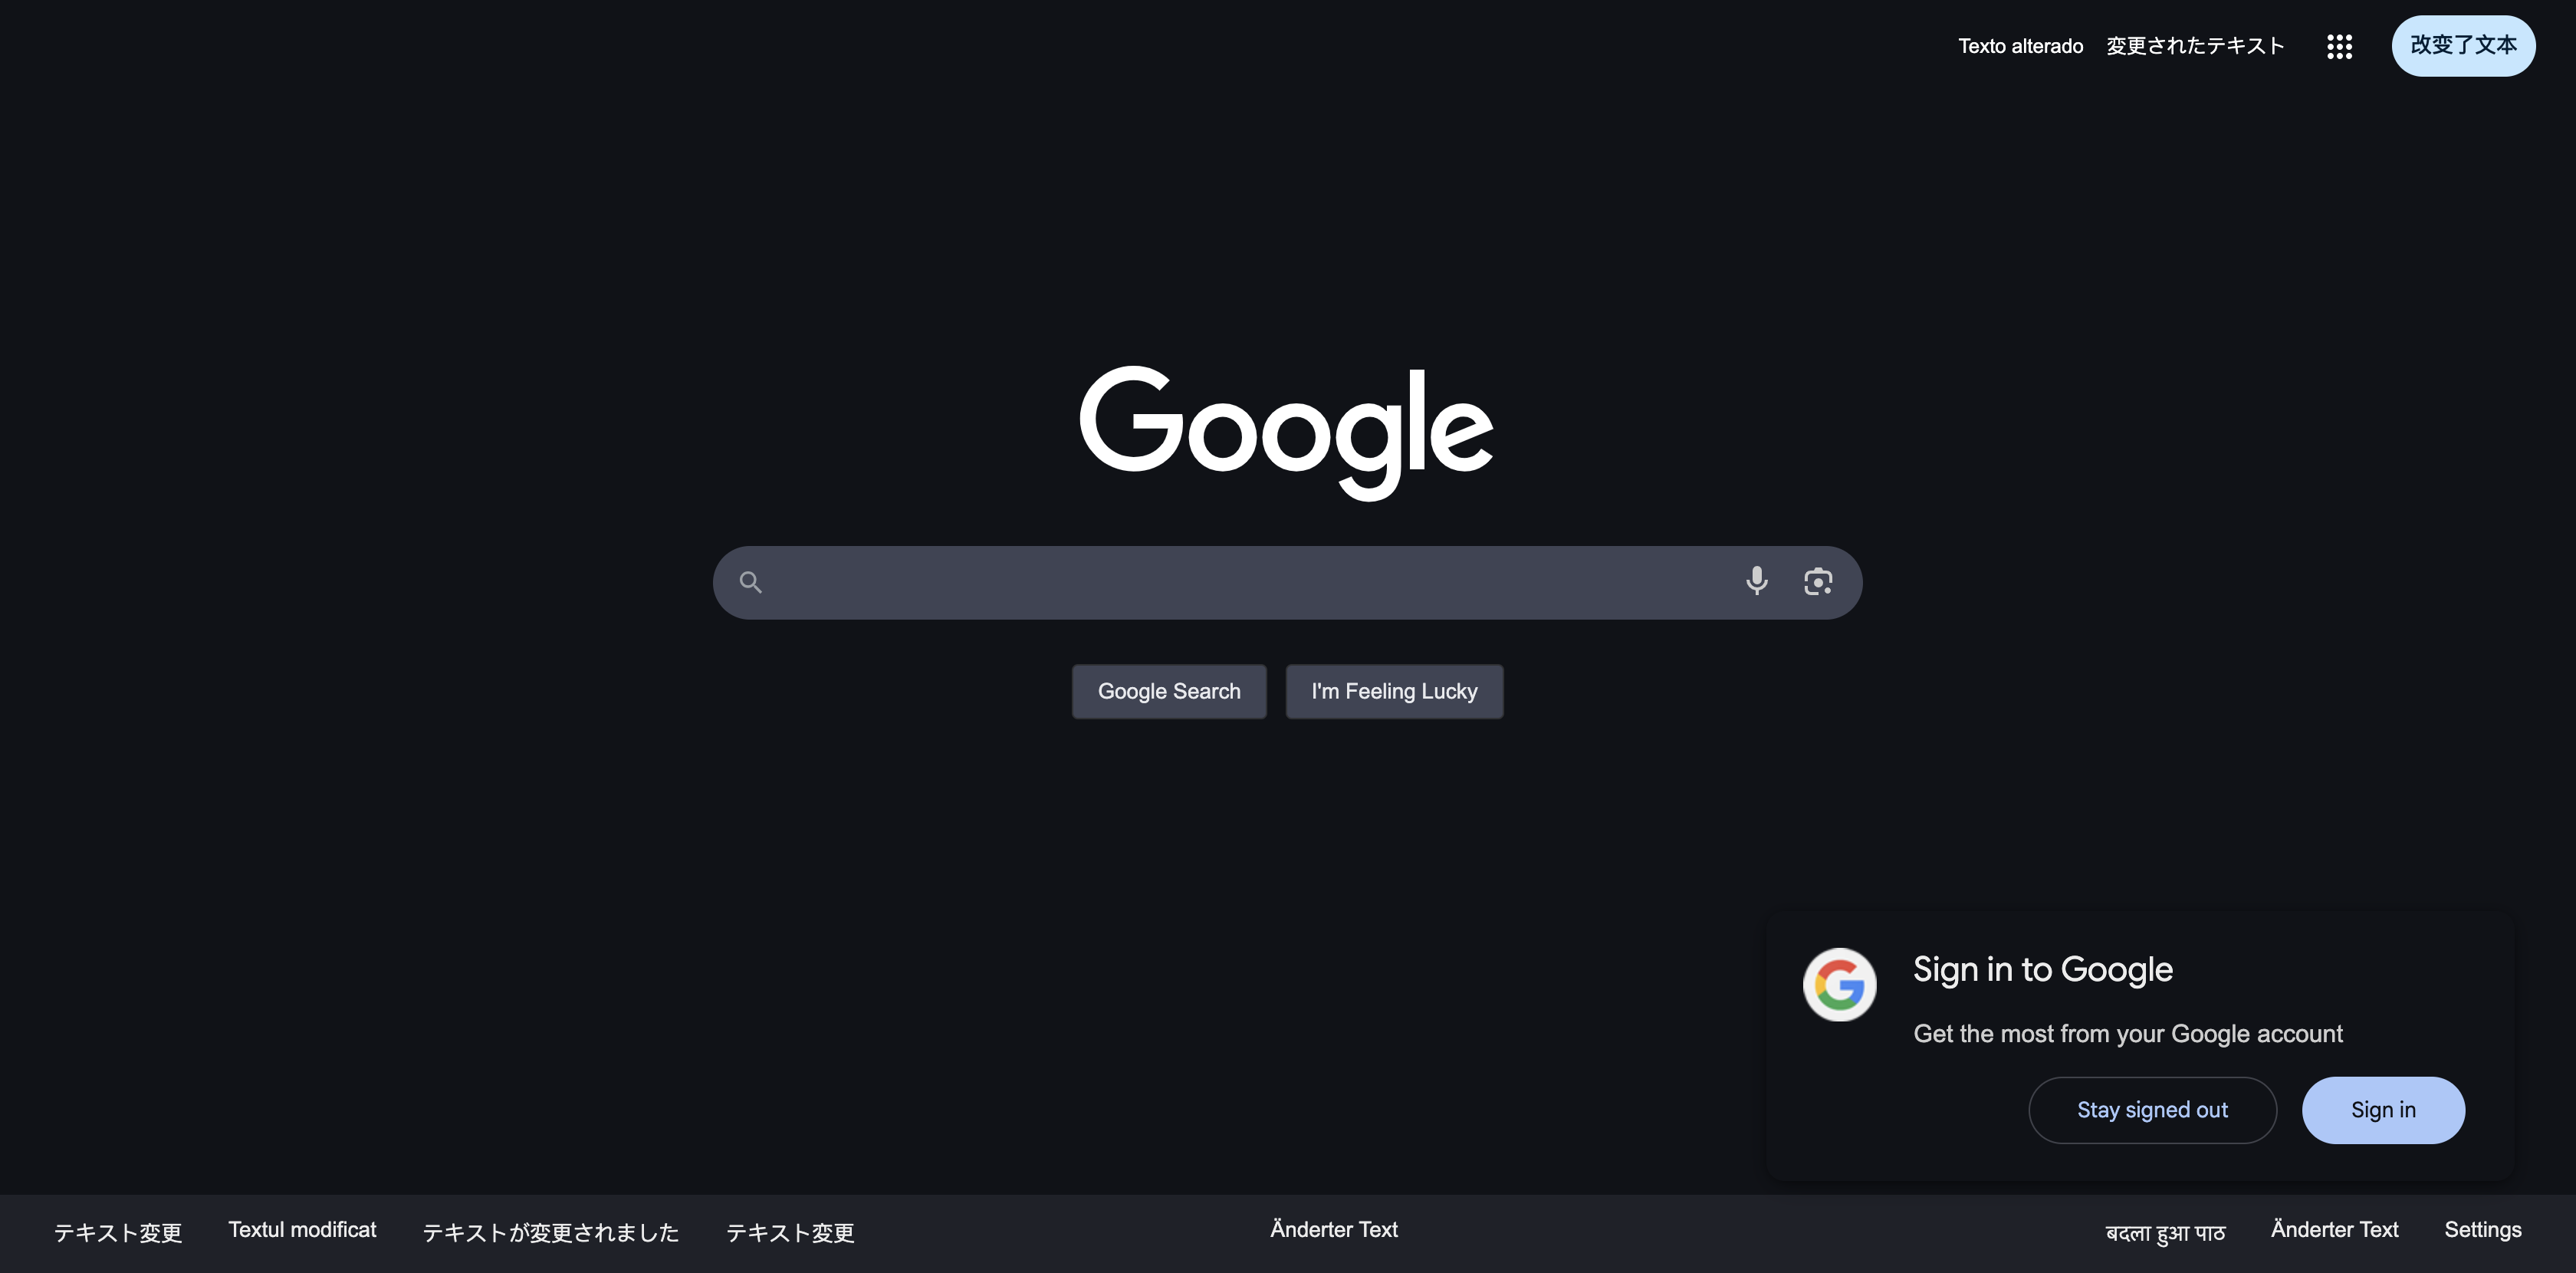 Texto alterado 変更されたテキスト 改变了文本
Google
Google Search I'm Feeling Lucky
Sign in to Google
Get the most from your Google account
Stay signed out Sign in
テキスト変更 Textul modificat テキストが変更されました テキスト変更 Änderter Text बदला हुआ पाठ Änderter Text Settings